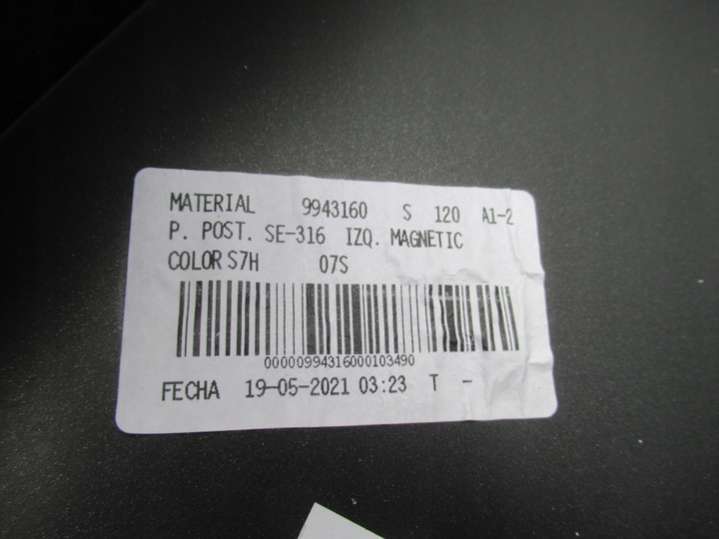 MATERIAL 9943160 S 120 A1-2
P. POST. SE-316 IZQ. MAGNETIC
COLOR S7H 07S
00000994316000103490
FECHA 19-05-2021 03:23 T -